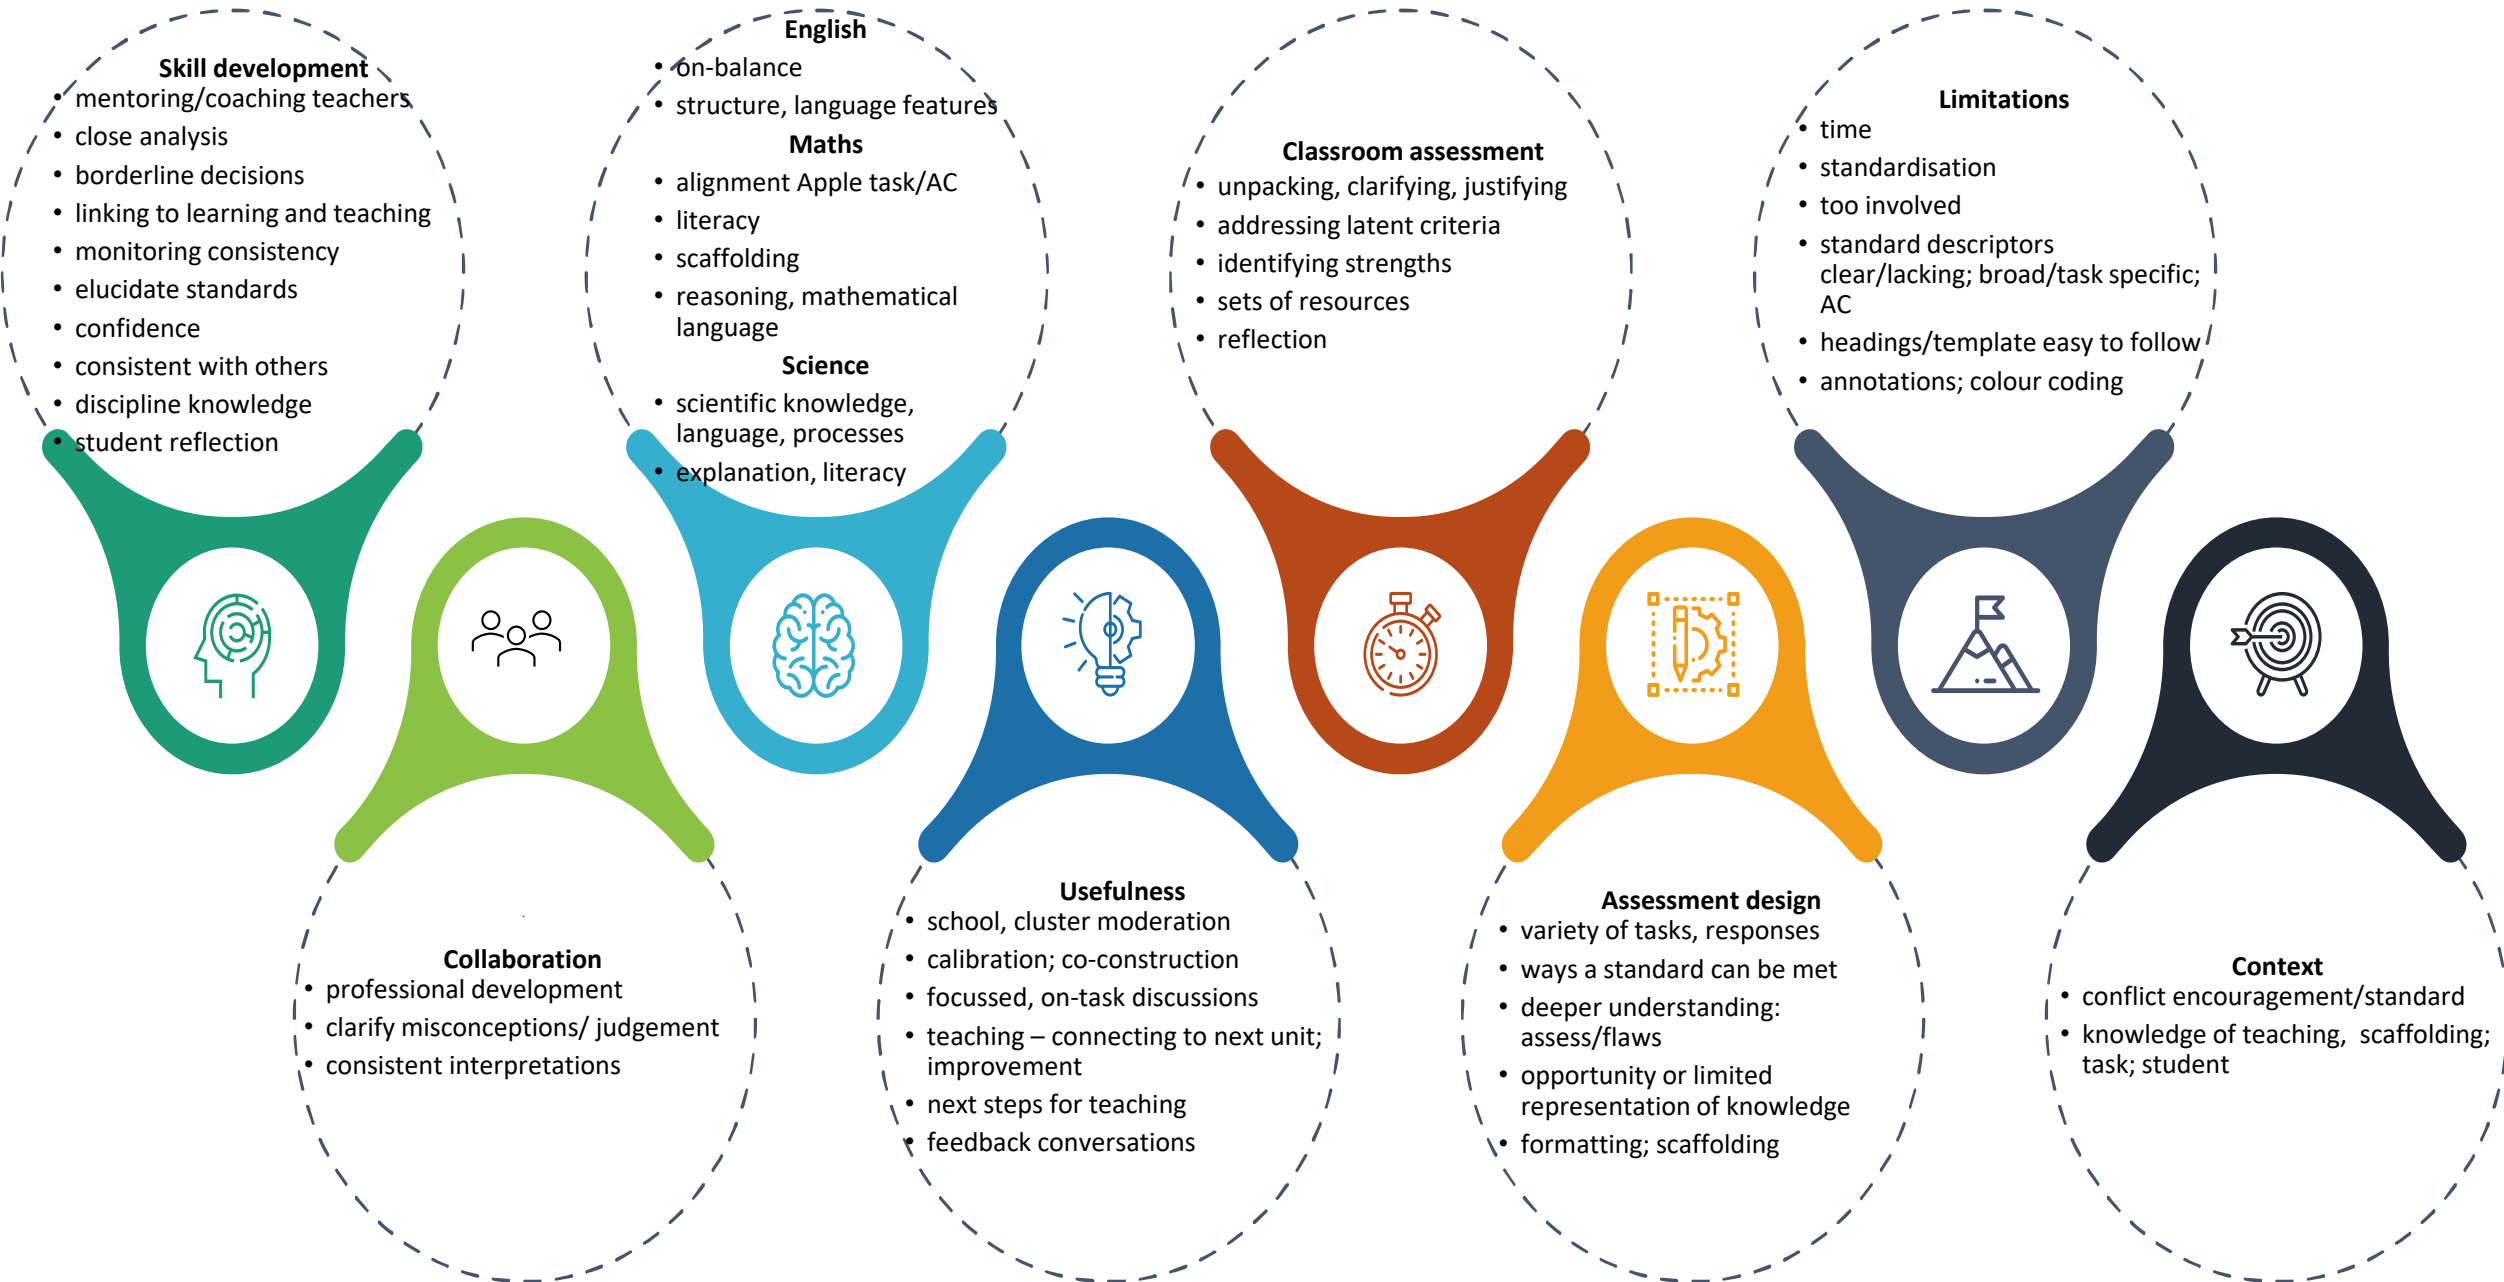 Skill development
• mentoring/coaching teachers
• close analysis
• borderline decisions
• linking to learning and teaching
• monitoring consistency
• elucidate standards
• confidence
• consistent with others
• discipline knowledge
• student reflection
English
• on-balance
• structure, language features
Maths
• alignment Apple task/AC
• literacy
• scaffolding
• reasoning, mathematical
language
Science
• scientific knowledge,
language, processes
• explanation, literacy
Classroom assessment
• unpacking, clarifying, justifying
• addressing latent criteria
• identifying strengths
• sets of resources
• reflection
Limitations
• time
• standardisation
• too involved
• standard descriptors
clear/lacking; broad/task specific;
AC
• headings/template easy to follow
• annotations; colour coding
Collaboration
• professional development
• clarify misconceptions/ judgement
• consistent interpretations
Usefulness
• school, cluster moderation
• calibration; co-construction
• focussed, on-task discussions
• teaching – connecting to next unit;
improvement
• next steps for teaching
• feedback conversations
Assessment design
• variety of tasks, responses
• ways a standard can be met
• deeper understanding:
assess/flaws
• opportunity or limited
representation of knowledge
• formatting; scaffolding
Context
• conflict encouragement/standard
• knowledge of teaching, scaffolding;
task; student